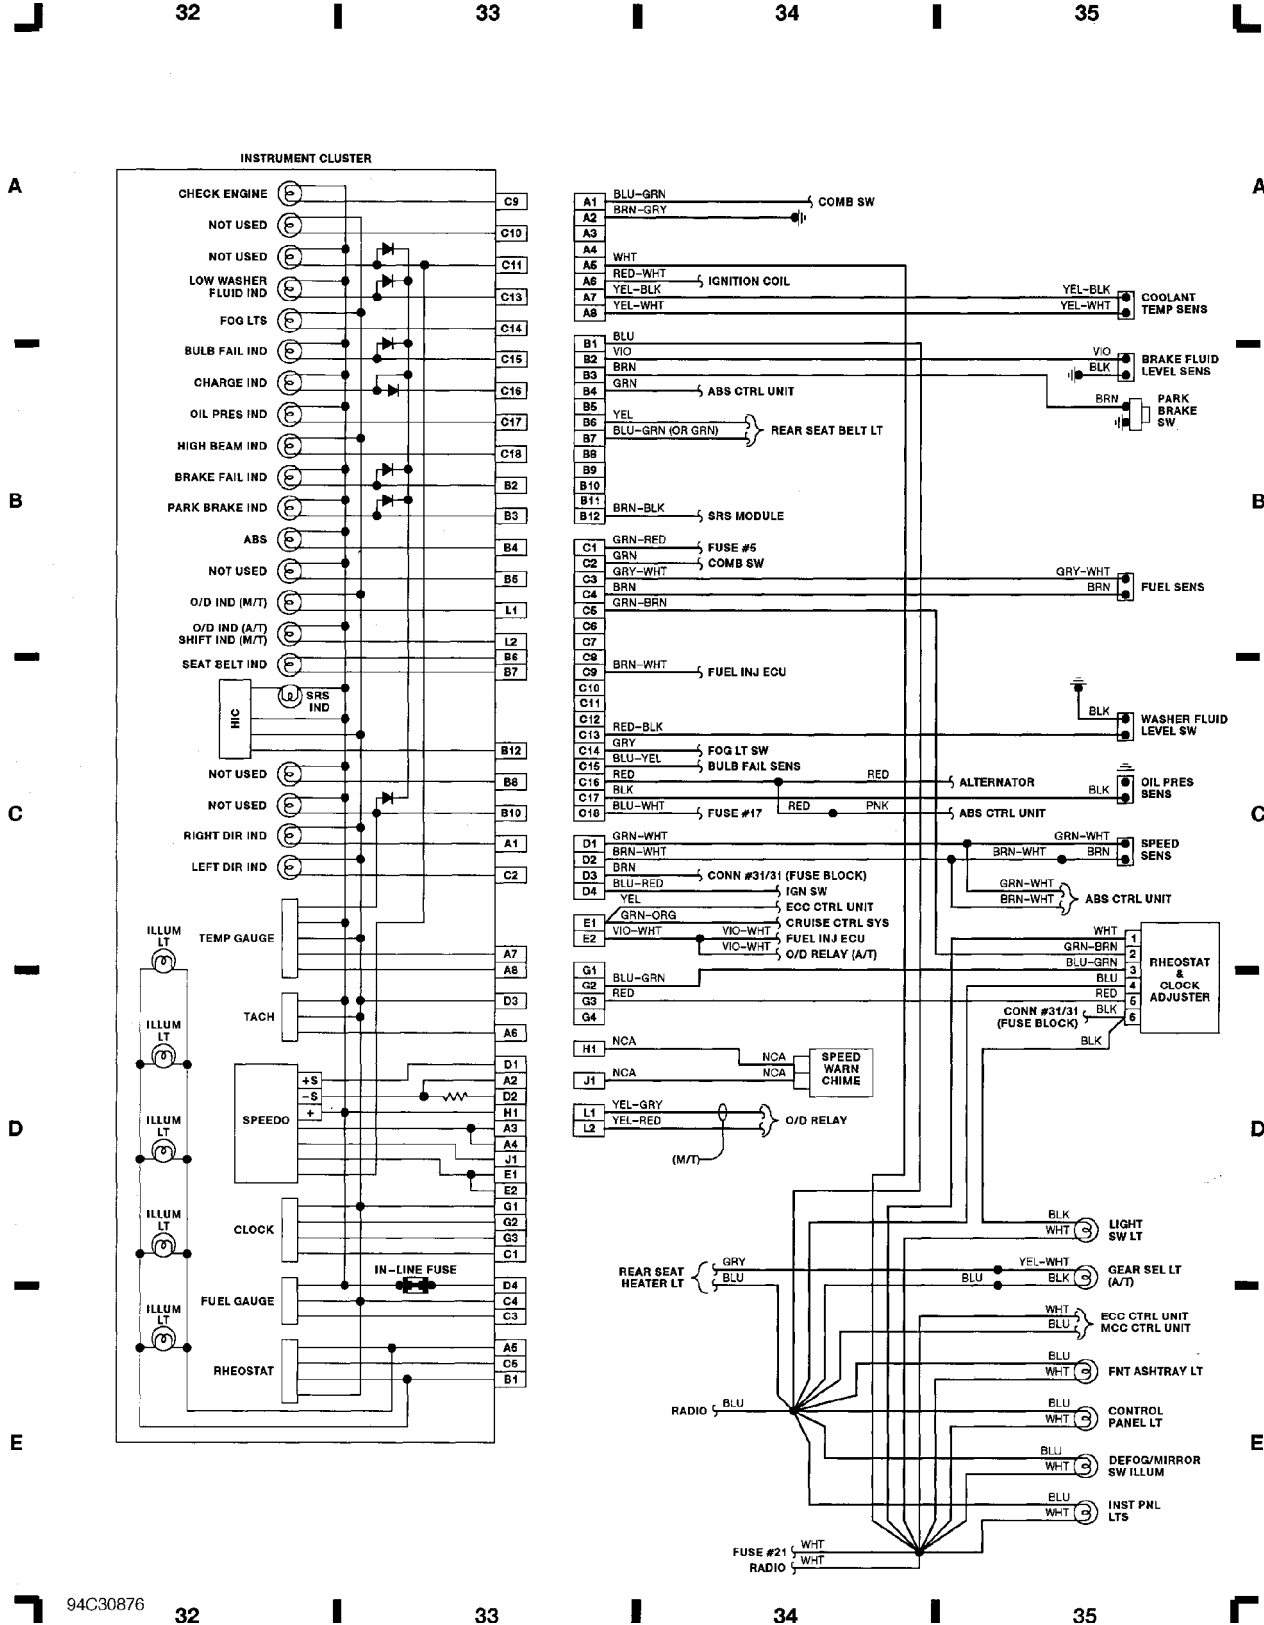 32 33 34 35
INSTRUMENT CLUSTER
A A
CHECK ENGINE C9
NOT USED C10
NOT USED C11
LOW WASHER
FLUID IND C13
FOG LTS C14
BULB FAIL IND C15
CHARGE IND C16
OIL PRES IND C17
HIGH BEAM IND C18
BRAKE FAIL IND B2
B B
PARK BRAKE IND B3
ABS B4
NOT USED B5
O/D IND (M/T) L1
O/D IND (A/T)
SHIFT IND (M/T) L2
B6
SEAT BELT IND B7
HIC SRS
IND
B12
NOT USED B8
C C
NOT USED B10
RIGHT DIR IND A1
LEFT DIR IND C2
TEMP GAUGE A7
A8
TACH D3
A6
SPEEDO
+S D1
A2
-S D2
+ H1
A3
A4
J1
E1
E2
D D
CLOCK G1
G2
G3
C1
IN-LINE FUSE
FUEL GAUGE D4
C4
C3
RHEOSTAT A5
C5
B1
ILLUM
LT
ILLUM
LT
ILLUM
LT
ILLUM
LT
ILLUM
LT
E E
A1 BLU-GRN COMB SW
A2 BRN-GRY
A3
A4
A5 WHT
A6 RED-WHT IGNITION COIL
A7 YEL-BLK YEL-BLK COOLANT
A8 YEL-WHT YEL-WHT TEMP SENS
B1 BLU
B2 VIO VIO BRAKE FLUID
B3 BRN BLK LEVEL SENS
B4 GRN ABS CTRL UNIT
BRN PARK
BRAKE
SW
B5
B6 YEL
B7 BLU-GRN (OR GRN) REAR SEAT BELT LT
B8
B9
B10
B11
B12 BRN-BLK SRS MODULE
C1 GRN-RED FUSE #5
C2 GRN COMB SW
C3 GRY-WHT GRY-WHT FUEL SENS
C4 BRN BRN
C5 GRN-BRN
C6
C7
C8
C9 BRN-WHT FUEL INJ ECU
C10
C11
C12
BLK WASHER FLUID
C13 RED-BLK LEVEL SW
C14 GRY FOG LT SW
C15 BLU-YEL BULB FAIL SENS
C16 RED RED ALTERNATOR
C17 BLK BLK OIL PRES
SENS
C18 BLU-WHT FUSE #17 RED PNK ABS CTRL UNIT
D1 GRN-WHT GRN-WHT SPEED
D2 BRN-WHT BRN-WHT BRN SENS
D3 BRN CONN #31/31 (FUSE BLOCK)
D4 BLU-RED IGN SW
GRN-WHT
BRN-WHT ABS CTRL UNIT
YEL ECC CTRL UNIT
E1 GRN-ORG CRUISE CTRL SYS
E2 VIO-WHT VIO-WHT FUEL INJ ECU
VIO-WHT O/D RELAY (A/T)
WHT 1
GRN-BRN 2
BLU-GRN 3
BLU 4
RED 5
CONN #31/31
(FUSE BLOCK) BLK 6
BLK
RHEOSTAT
&
CLOCK
ADJUSTER
G1
G2 BLU-GRN
G3 RED
G4
H1 NCA NCA
J1 NCA NCA
SPEED
WARN
CHIME
L1 YEL-GRY
L2 YEL-RED O/D RELAY
(M/T)
BLK LIGHT
WHT SW LT
REAR SEAT
HEATER LT
GRY YEL-WHT GEAR SEL LT
BLU BLU BLK (A/T)
WHT ECC CTRL UNIT
BLU MCC CTRL UNIT
BLU
WHT FNT ASHTRAY LT
RADIO BLU
BLU CONTROL
WHT PANEL LT
BLU DEFOG/MIRROR
WHT SW ILLUM
BLU INST PNL
WHT LTS
FUSE #21 WHT
RADIO WHT
94C30876
32 33 34 35